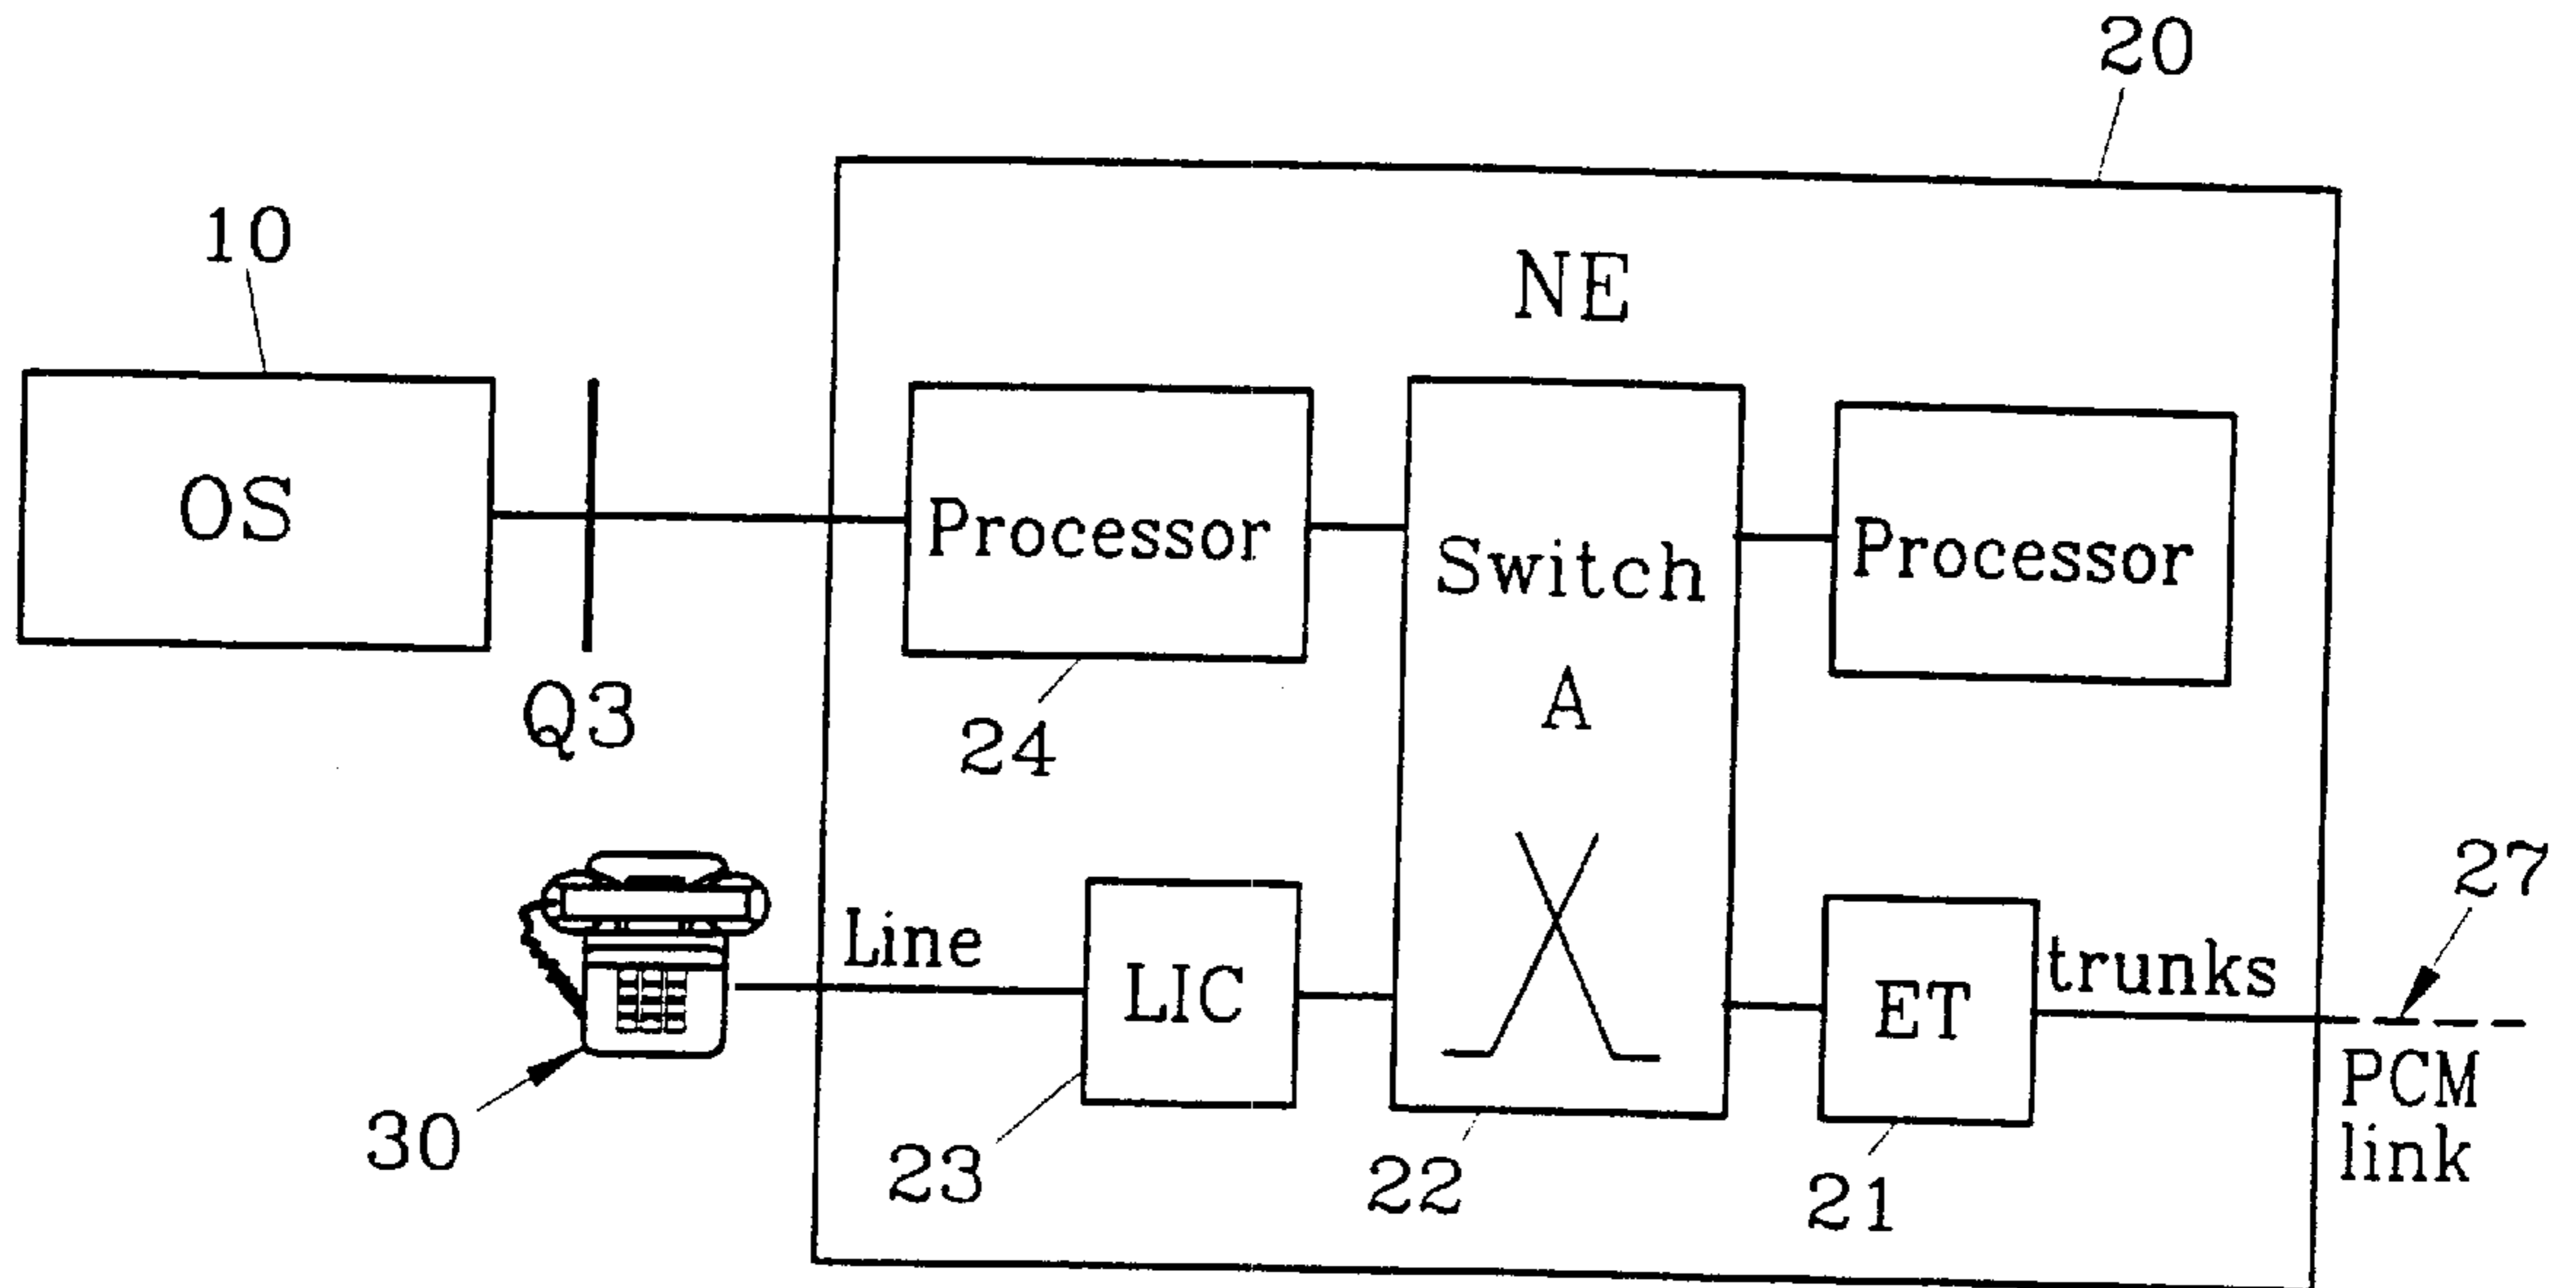 20
10
NE
OS
Processor
Switch
A
Processor
Q3
24
27
Line
LIC
ET
trunks
PCM
link
30
23
22
21